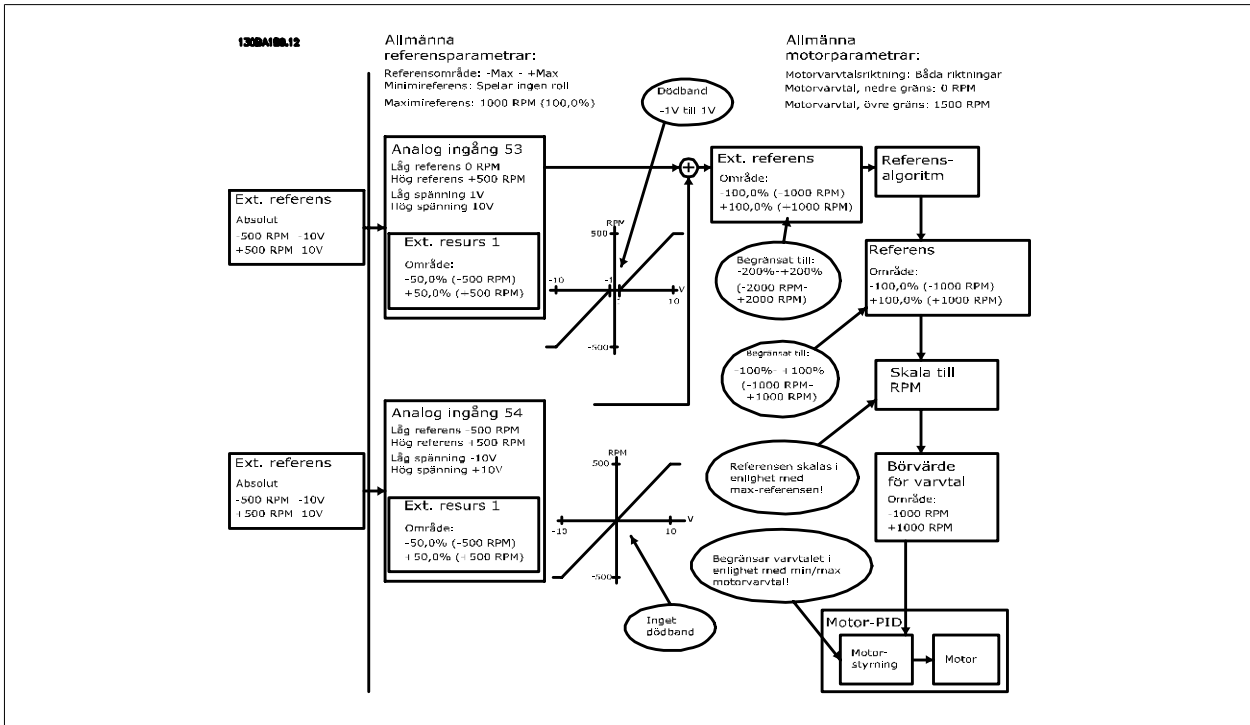 130BA188.12
Allmänna
referensparametrar:
Referensområde: -Max - +Max
Minimireferens: Spelar ingen roll
Maximireferens: 1000 RPM (100,0%)
Allmänna
motorparametrar:
Motorvarvtalsriktning: Båda riktningar
Motorvarvtal, nedre gräns: 0 RPM
Motorvarvtal, övre gräns: 1500 RPM
Dödband
-1V till 1V
Ext. referens
Absolut
-500 RPM -10V
+500 RPM 10V
Analog ingång 53
Låg referens 0 RPM
Hög referens +500 RPM
Låg spänning 1V
Hög spänning 10V
Ext. resurs 1
Område:
-50,0% (-500 RPM)
+50,0% (+500 RPM)
RPM
500
-10
-1
1
10
V
-500
Ext. referens
Område:
-100,0% (-1000 RPM)
+100,0% (+1000 RPM)
Referens-
algoritm
Begränsat till:
-200%-+200%
(-2000 RPM-
+2000 RPM)
Referens
Område:
-100,0% (-1000 RPM)
+100,0% (+1000 RPM)
Begränsat till:
-100%- +100%
(-1000 RPM-
+1000 RPM)
Skala till
RPM
Ext. referens
Absolut
-500 RPM -10V
+500 RPM 10V
Analog ingång 54
Låg referens -500 RPM
Hög referens +500 RPM
Låg spänning -10V
Hög spänning +10V
Ext. resurs 1
Område:
-50,0% (-500 RPM)
+50,0% (+500 RPM)
RPM
500
-10
10
V
-500
Referensen skalas i
enlighet med
max-referensen!
Börvärde
för varvtal
Område:
-1000 RPM
+1000 RPM
Begränsar varvtalet i
enlighet med min/max
motorvarvtal!
Inget
dödband
Motor-PID
Motor-
styrning
Motor